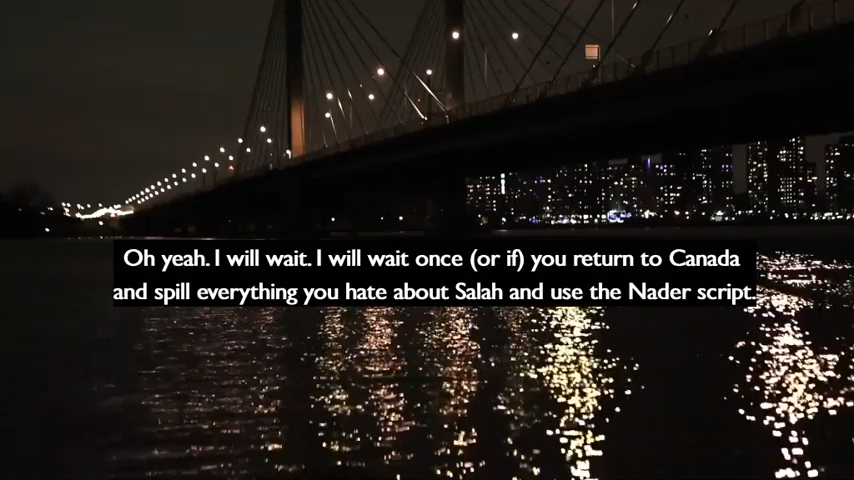 Oh yeah. I will wait. I will wait once (or if) you return to Canada
and spill everything you hate about Salah and use the Nader script.